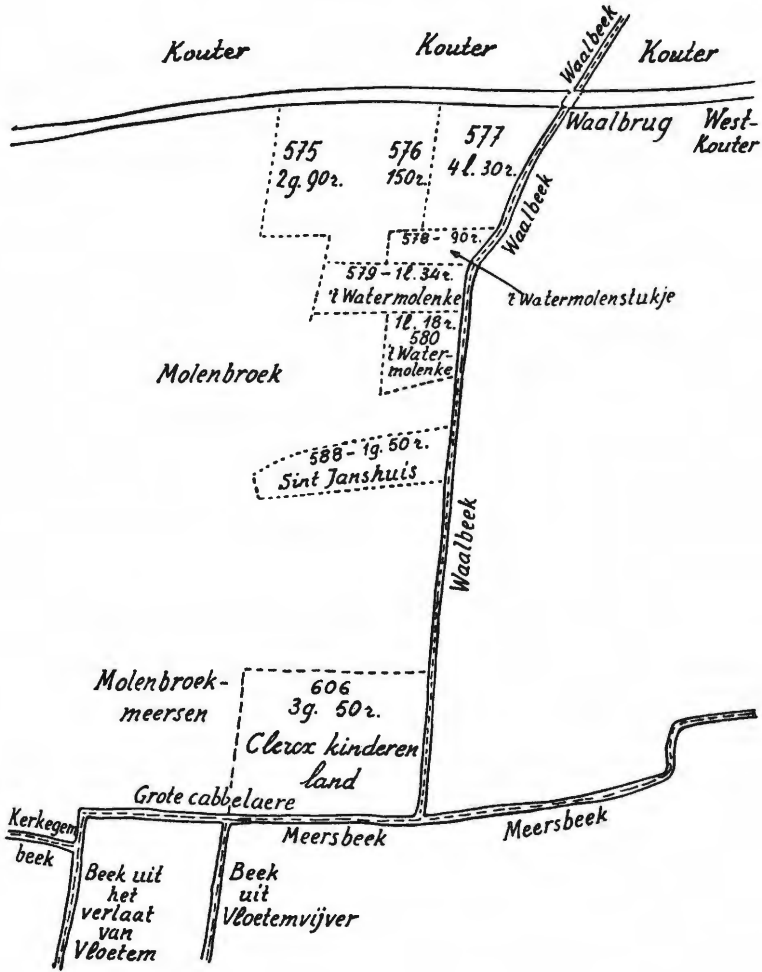 Kouter
Kouter
Waalbeek
Kouter
Waalbrug
West-
Kouter
575
2g. 90r.
576
150r.
577
4l. 30r.
Waalbeek
578 - 90r.
579 - 1l. 34r.
't Watermolenke
't Watermolenstukje
1l. 18r.
580
't Water-
molenke
Molenbroek
588 - 1g. 50r.
Sint Janshuis
Waalbeek
Molenbroek-
meersen
606
3g. 50r.
Clercx kinderen
land
Grote cabbelaere
Kerkegem
beek
Meersbeek
Meersbeek
Beek uit
het
verlaat
van
Vloetem
Beek
uit
Vloetemvijver